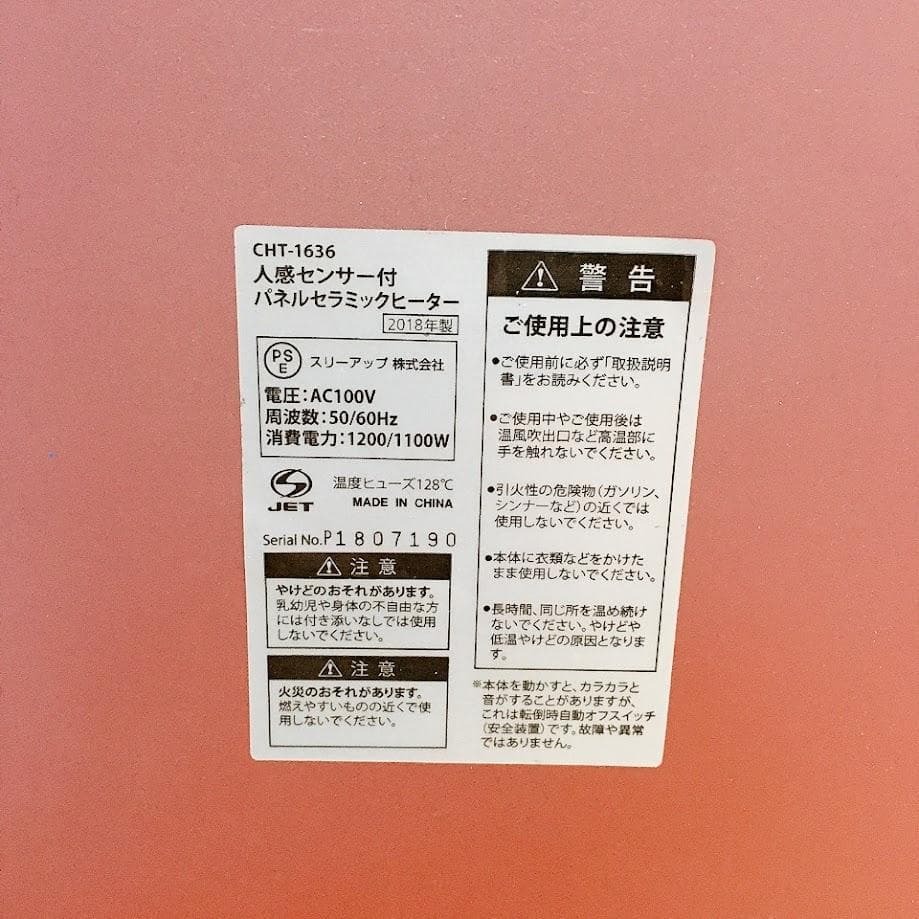 CHT-1636
人感センサー付
パネルセラミックヒーター
2018年製
PS
E
スリーアップ 株式会社
電圧:AC100V
周波数:50/60Hz
消費電力:1200/1100W
JET
温度ヒューズ128℃
MADE IN CHINA
Serial No.P1807190
注 意
やけどのおそれがあります。
乳幼児や身体の不自由な方
には付き添いなしでは使用
しないでください。
注 意
火災のおそれがあります。
燃えやすいものの近くで使
用しないでください。
警 告
ご使用上の注意
●ご使用前に必ず「取扱説明
書」をお読みください。
●ご使用中やご使用後は
温風吹出口など高温部に
手を触れないでください。
●引火性の危険物(ガソリン、
シンナーなど)の近くでは
使用しないでください。
●本体に衣類などをかけた
まま使用しないでください。
●長時間、同じ所を温め続け
ないでください。やけどや
低温やけどの原因となりま
す。
※本体を動かすと、カラカラと
音がすることがありますが、
これは転倒時自動オフスイッチ
(安全装置)です。故障や異常
ではありません。